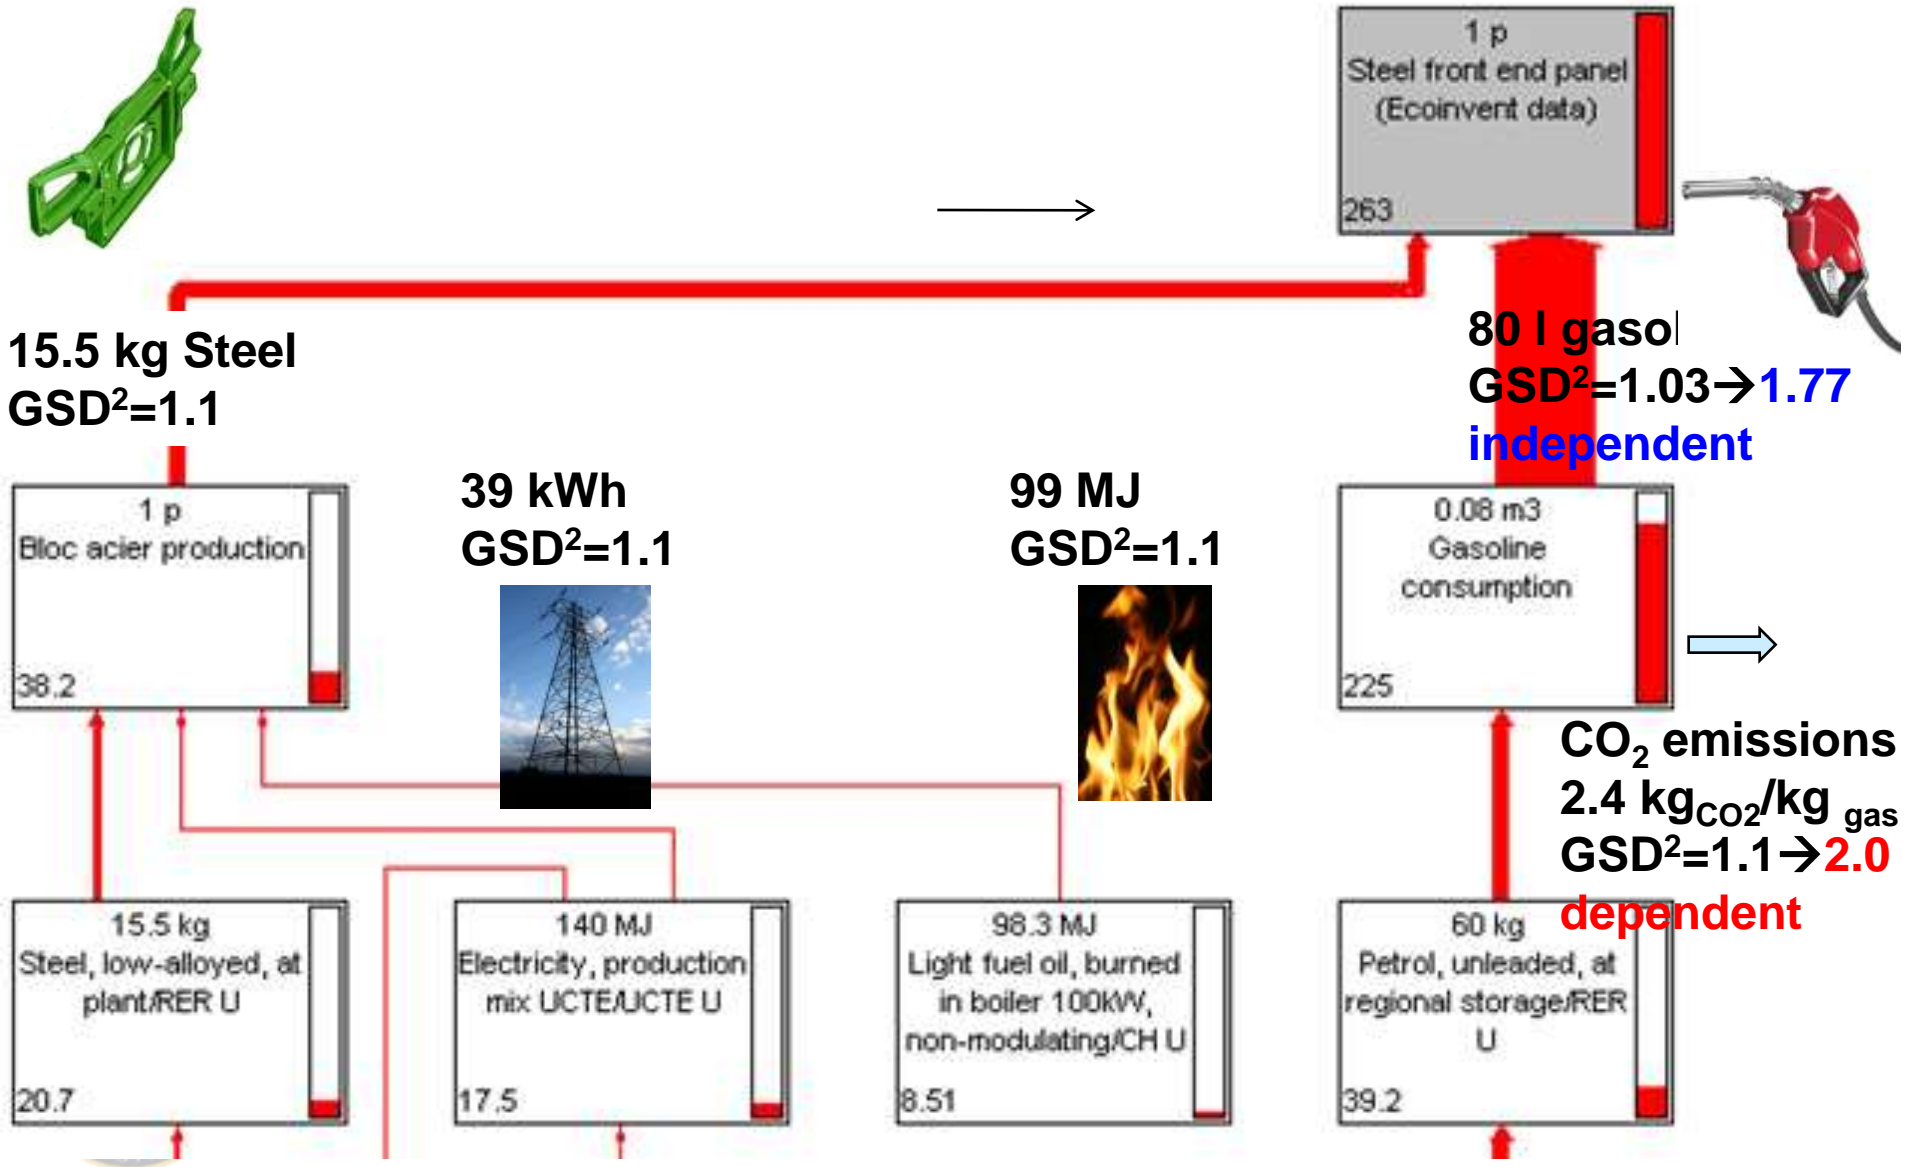 1 p
Steel front end panel
(Ecoinvent data)
263
15.5 kg Steel
GSD²=1.1
80 l gasol
GSD²=1.03→1.77
independent
39 kWh
GSD²=1.1
99 MJ
GSD²=1.1
1 p
Bloc acier production
38.2
0.08 m3
Gasoline
consumption
225
CO₂ emissions
2.4 kg_CO2/kg _gas
GSD²=1.1→2.0
dependent
15.5 kg
Steel, low-alloyed, at
plant/RER U
20.7
140 MJ
Electricity, production
mix UCTE/UCTE U
17.5
98.3 MJ
Light fuel oil, burned
in boiler 100kW,
non-modulating/CH U
8.51
60 kg
Petrol, unleaded, at
regional storage/RER
U
39.2